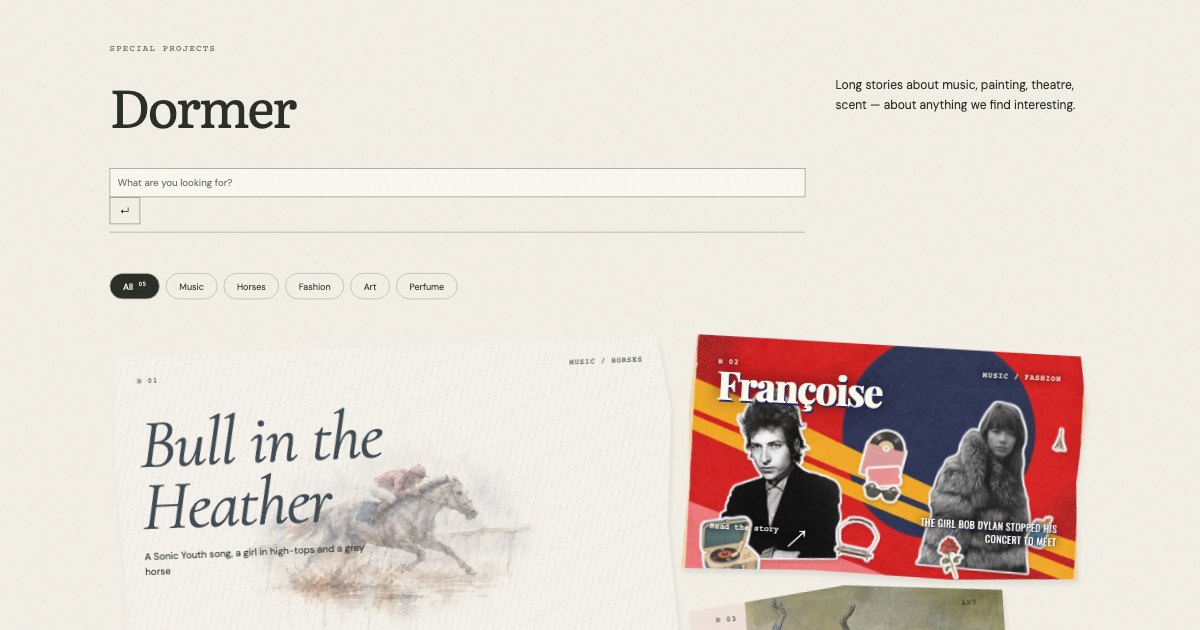 SPECIAL PROJECTS
Dormer
Long stories about music, painting, theatre,
scent — about anything we find interesting.
What are you looking for?
↵
All 05
Music
Horses
Fashion
Art
Perfume
№ 01
MUSIC / HORSES
Bull in the
Heather
A Sonic Youth song, a girl in high-tops and a grey
horse
№ 02
MUSIC / FASHION
Françoise
Read the story
THE GIRL BOB DYLAN STOPPED HIS
CONCERT TO MEET
№ 03
ART